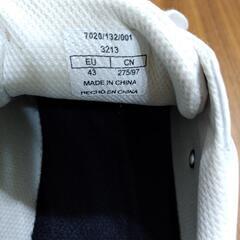 7020/132/001
3213
EU CN
43 275/97
MADE IN CHINA
HECHO EN CHINA